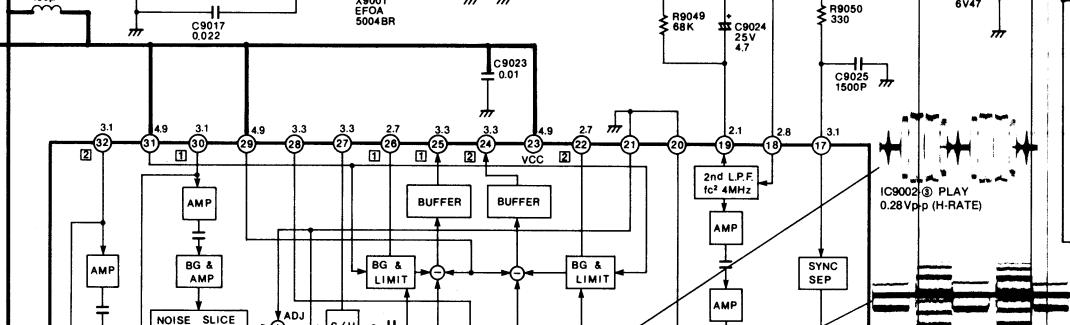 X9001
EFOA
5004BR
C9017
0.022
R9049
68K
C9024
25V
4.7
R9050
330
6V47
C9023
0.01
C9025
1500P
3.1
4.9
3.1
4.9
3.3
3.3
2.7
3.3
3.3
4.9
2.7
2.1
2.8
3.1
32
31
30
29
28
27
26
25
24
23
22
21
20
19
18
17
2
1
1
1
2
VCC
2
2nd L.P.F.
fc² 4MHz
IC9002-③ PLAY
0.28Vp-p (H-RATE)
AMP
BUFFER
BUFFER
AMP
AMP
BG &
AMP
BG &
LIMIT
−
−
BG &
LIMIT
SYNC
SEP
AMP
NOISE SLICE
ADJ